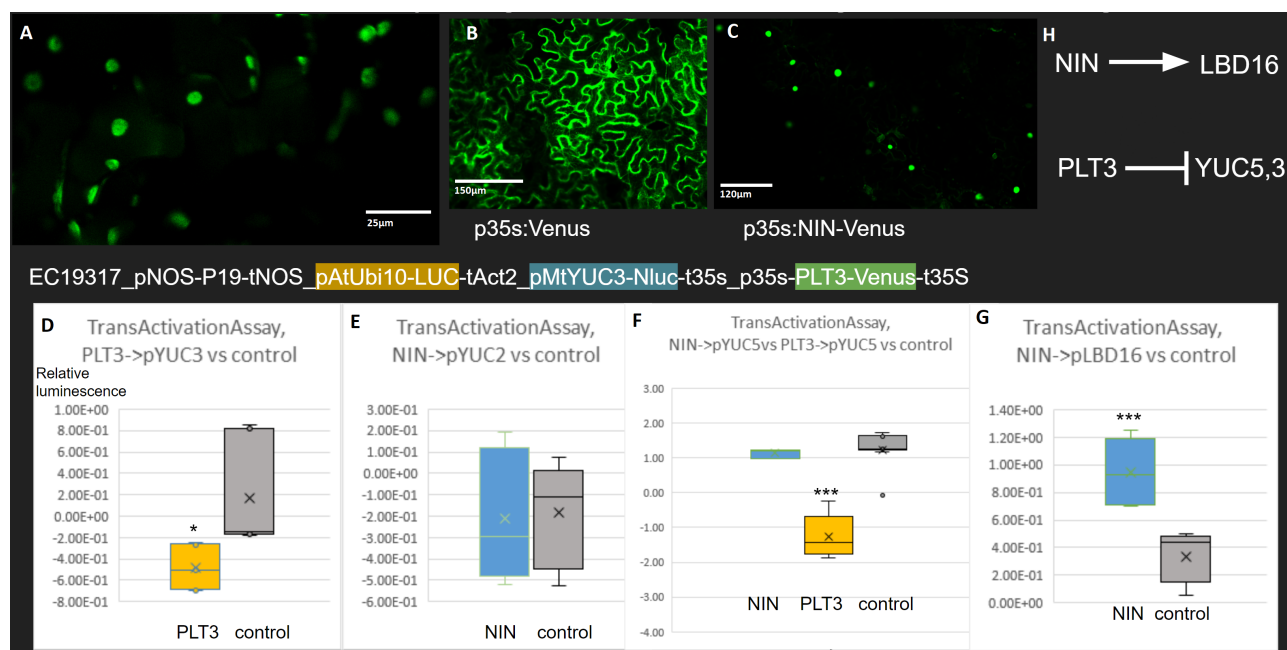 A
B
C
H
NIN
LBD16
PLT3
YUC5,3
25µm
150µm
120µm
p35s:Venus
p35s:NIN-Venus
EC19317_pNOS-P19-tNOS_pAtUbi10-LUC-tAct2_pMtYUC3-Nluc-t35s_p35s-PLT3-Venus-t35S
D
TransActivationAssay,
PLT3->pYUC3 vs control
Relative
luminescence
1.00E+00
8.00E-01
6.00E-01
4.00E-01
2.00E-01
0.00E+00
-2.00E-01
-4.00E-01
-6.00E-01
-8.00E-01
*
PLT3 control
E
TransActivationAssay,
NIN->pYUC2 vs control
3.00E-01
2.00E-01
1.00E-01
0.00E+00
-1.00E-01
-2.00E-01
-3.00E-01
-4.00E-01
-5.00E-01
-6.00E-01
NIN control
F
TransActivationAssay,
NIN->pYUC5vs PLT3->pYUC5 vs control
3.00
2.00
1.00
0.00
-1.00
-2.00
-3.00
-4.00
***
NIN PLT3 control
G
TransActivationAssay,
NIN->pLBD16 vs control
1.40E+00
1.20E+00
1.00E+00
8.00E-01
6.00E-01
4.00E-01
2.00E-01
0.00E+00
***
NIN control